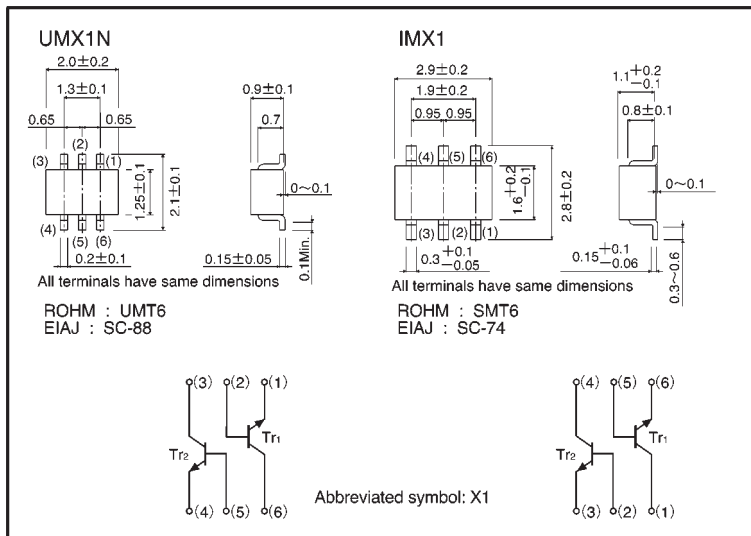 UMX1N
2.0±0.2
1.3±0.1
0.65
0.65
(2)
(3)
(1)
1.25±0.1
2.1±0.1
(4)
(5)
(6)
0.2±0.1
0.9±0.1
0.7
0~0.1
0.15±0.05
0.1Min.
All terminals have same dimensions
ROHM : UMT6
EIAJ : SC-88
IMX1
2.9±0.2
1.9±0.2
0.95
0.95
(4)
(5)
(6)
1.6 +0.2 −0.1
2.8±0.2
(3)
(2)
(1)
0.3 +0.1 −0.05
1.1 +0.2 −0.1
0.8±0.1
0~0.1
0.15 +0.1 −0.06
0.3~0.6
All terminals have same dimensions
ROHM : SMT6
EIAJ : SC-74
(3)
(2)
(1)
Tr1
Tr2
(4)
(5)
(6)
Abbreviated symbol: X1
(4)
(5)
(6)
Tr1
Tr2
(3)
(2)
(1)